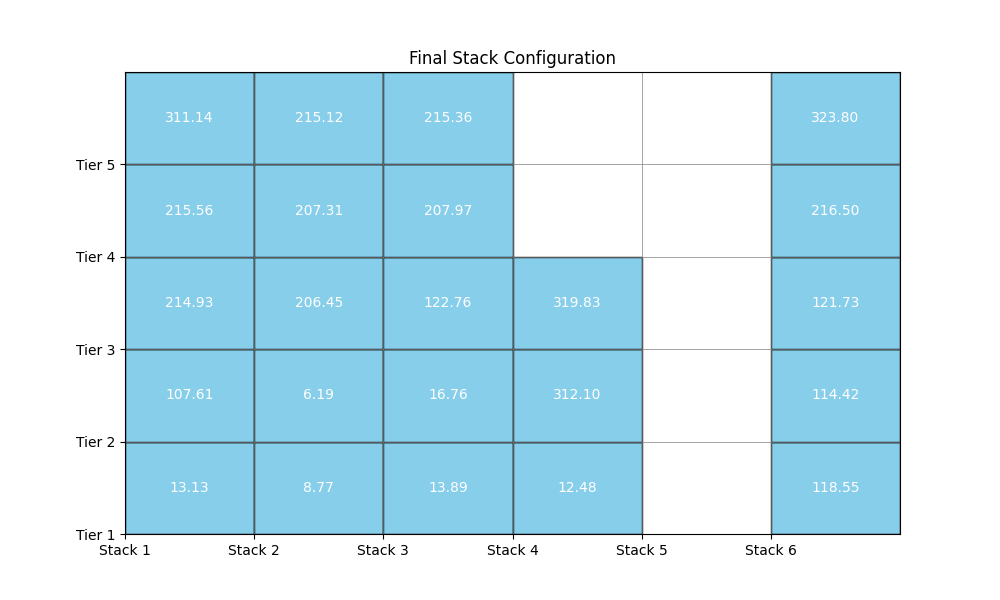 Final Stack Configuration
311.14 215.12 215.36 323.80
Tier 5
215.56 207.31 207.97 216.50
Tier 4
214.93 206.45 122.76 319.83 121.73
Tier 3
107.61 6.19 16.76 312.10 114.42
Tier 2
13.13 8.77 13.89 12.48 118.55
Tier 1
Stack 1 Stack 2 Stack 3 Stack 4 Stack 5 Stack 6